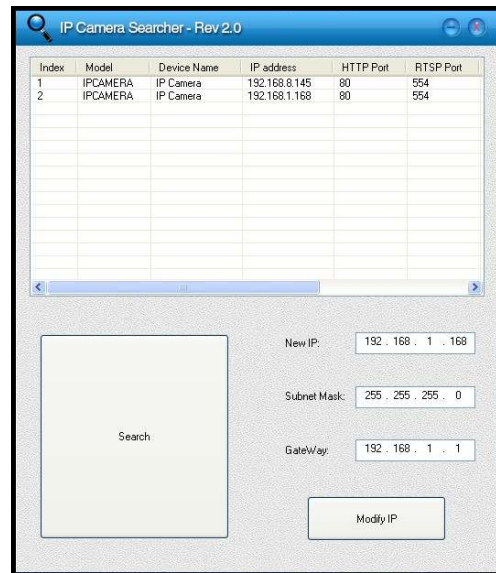 IP Camera Searcher - Rev 2.0
Index Model Device Name IP address HTTP Port RTSP Port
1 IPCAMERA IP Camera 192.168.8.145 80 554
2 IPCAMERA IP Camera 192.168.1.168 80 554
New IP: 192 . 168 . 1 . 168
Subnet Mask: 255 . 255 . 255 . 0
GateWay: 192 . 168 . 1 . 1
Search
Modify IP